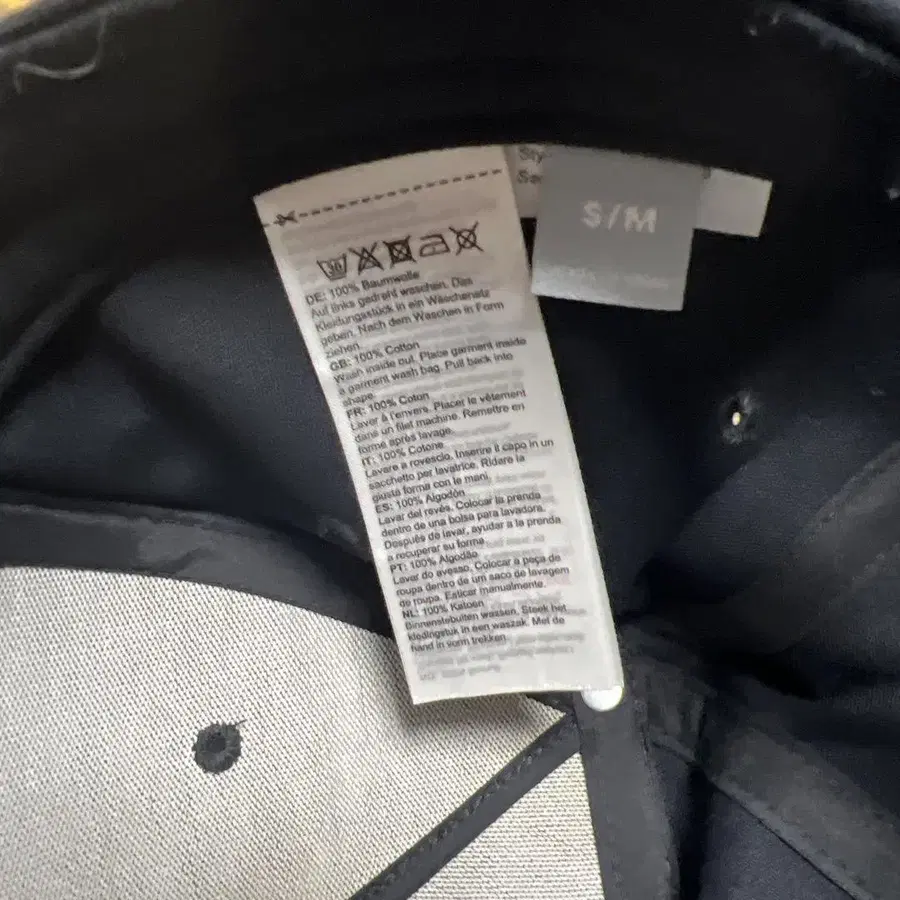 30
DE: 100% Baumwolle
Auf links gedreht waschen. Das
Kleidungsstück in ein Wäschenetz
geben. Nach dem Waschen in Form
ziehen.
GB: 100% Cotton
Wash inside out. Place garment inside
a garment wash bag. Pull back into
shape.
FR: 100% Coton
Laver à l'envers. Placer le vêtement
dans un filet machine. Remettre en
forme après lavage.
IT: 100% Cotone
Lavare a rovescio. Inserire il capo in un
sacchetto per lavatrice. Ridare la
giusta forma con le mani.
ES: 100% Algodón
Lavar del revés. Colocar la prenda
dentro de una bolsa para lavadora.
Después de lavar, ayudar a la prenda
a recuperar su forma.
PT: 100% Algodão
Lavar do avesso. Colocar a peça de
roupa dentro de um saco de lavagem
de roupa. Esticar manualmente.
NL: 100% Katoen
Binnenstebuiten wassen. Steek het
kledingstuk in een waszak. Met de
hand in vorm trekken.
S/M